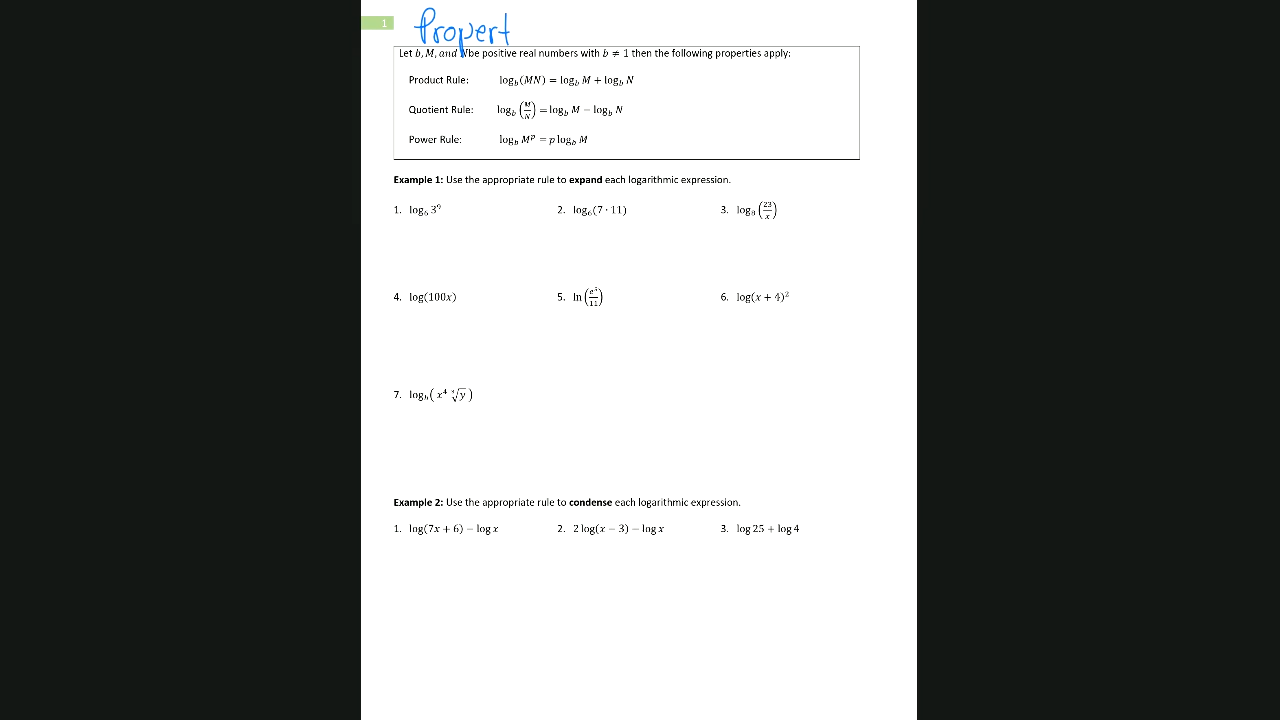 1
Propert
Let b, M, and N be positive real numbers with b ≠ 1 then the following properties apply:
Product Rule: log_b(MN) = log_b M + log_b N
Quotient Rule: log_b (M/N) = log_b M − log_b N
Power Rule: log_b M^p = p log_b M
Example 1: Use the appropriate rule to expand each logarithmic expression.
1. log_6 3^9 2. log_6(7 · 11) 3. log_8 (23/x)
4. log(100x) 5. ln (e^5/11) 6. log(x + 4)^2
7. log_b( x^4 √y )
Example 2: Use the appropriate rule to condense each logarithmic expression.
1. log(7x + 6) − log x 2. 2 log(x − 3) − log x 3. log 25 + log 4